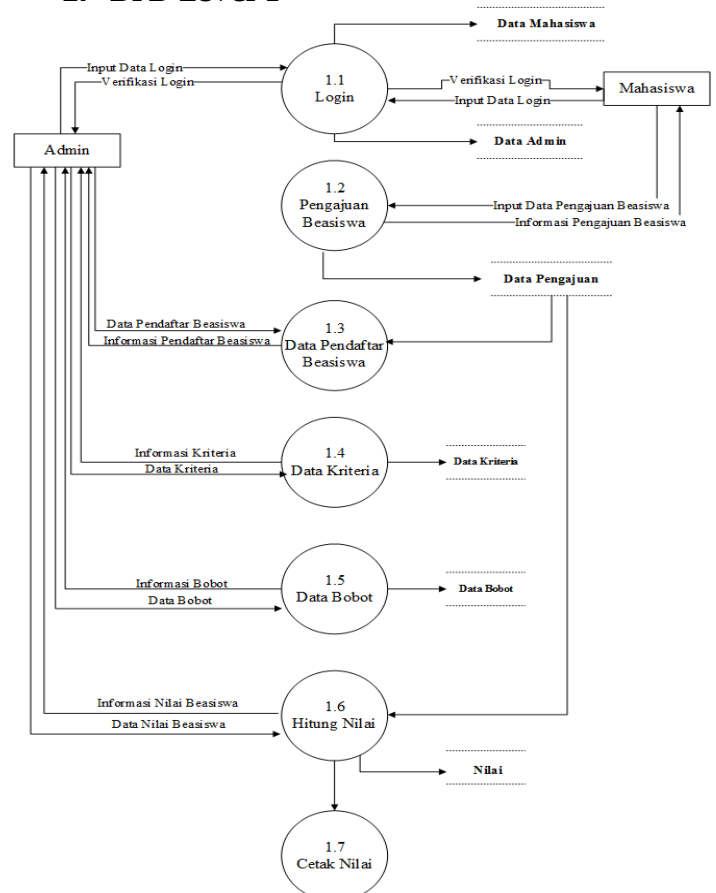 Data Mahasiswa
Input Data Login
Verifikasi Login
1.1
Login
Verifikasi Login
Input Data Login
Mahasiswa
Admin
Data Admin
1.2
Pengajuan
Beasiswa
Input Data Pengajuan Beasiswa
Informasi Pengajuan Beasiswa
Data Pengajuan
Data Pendaftar Beasiswa
Informasi Pendaftar Beasiswa
1.3
Data Pendaftar
Beasiswa
Informasi Kriteria
Data Kriteria
1.4
Data Kriteria
Data Kriteria
Informasi Bobot
Data Bobot
1.5
Data Bobot
Data Bobot
Informasi Nilai Beasiswa
Data Nilai Beasiswa
1.6
Hitung Nilai
Nilai
1.7
Cetak Nilai